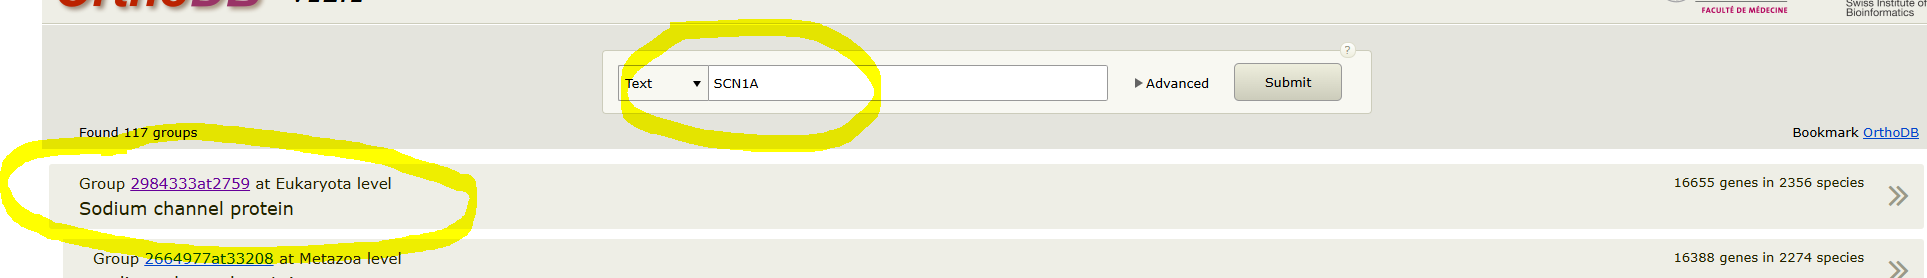 OrthoDB
FACULTÉ DE MÉDECINE
Swiss Institute of
Bioinformatics
?
Text SCN1A Advanced Submit
Found 117 groups
Bookmark OrthoDB
Group 2984333at2759 at Eukaryota level
16655 genes in 2356 species
Sodium channel protein
Group 2664977at33208 at Metazoa level
16388 genes in 2274 species